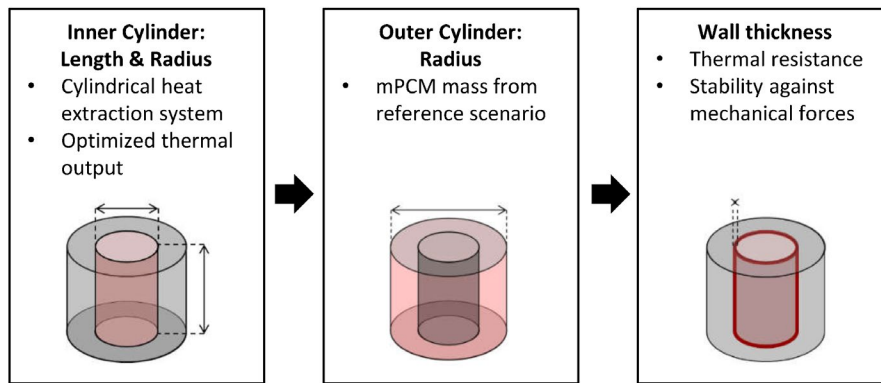 Inner Cylinder:
Length & Radius
• Cylindrical heat
extraction system
• Optimized thermal
output
Outer Cylinder:
Radius
• mPCM mass from
reference scenario
Wall thickness
• Thermal resistance
• Stability against
mechanical forces